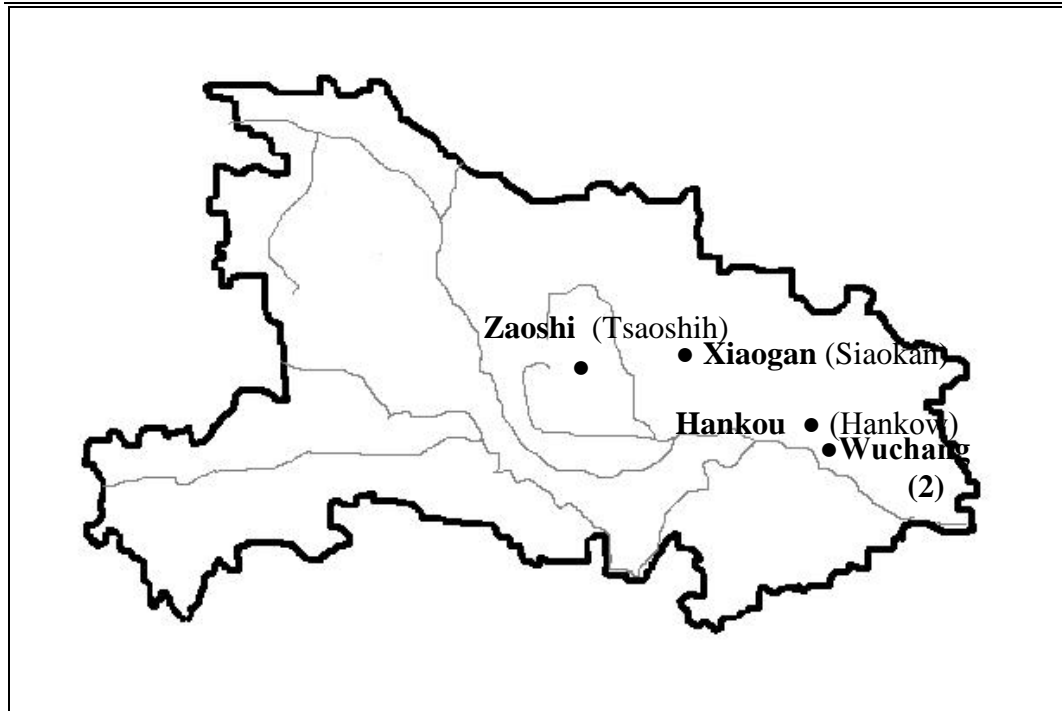 Zaoshi (Tsaoshih)
Xiaogan (Siaokan)
Hankou (Hankow)
Wuchang
(2)